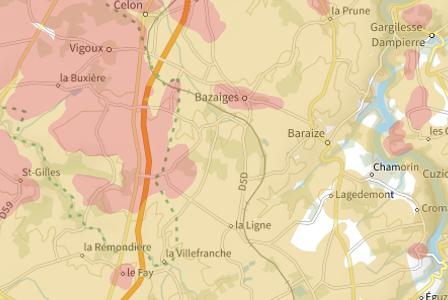 Celon
la Prune
Gargilesse-
Dampierre
Vigoux
la Buxière
Bazaiges
Baraize
les C
Chamorin
St-Gilles
Cuzio
D5D
Lagedemont
Crom
D59
la Ligne
la Rémondière
la Villefranche
le Fay
Égu